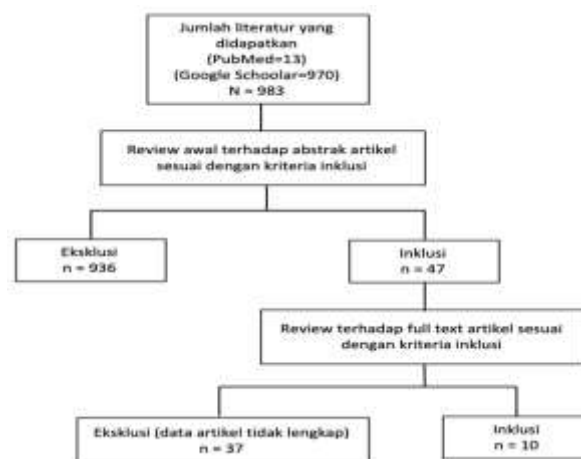 Jumlah literatur yang
didapatkan
(PubMed=13)
(Google Schoolar=970)
N = 983
Review awal terhadap abstrak artikel
sesuai dengan kriteria inklusi
Eksklusi
n = 936
Inklusi
n = 47
Review terhadap full text artikel sesuai
dengan kriteria inklusi
Eksklusi (data artikel tidak lengkap)
n = 37
Inklusi
n = 10